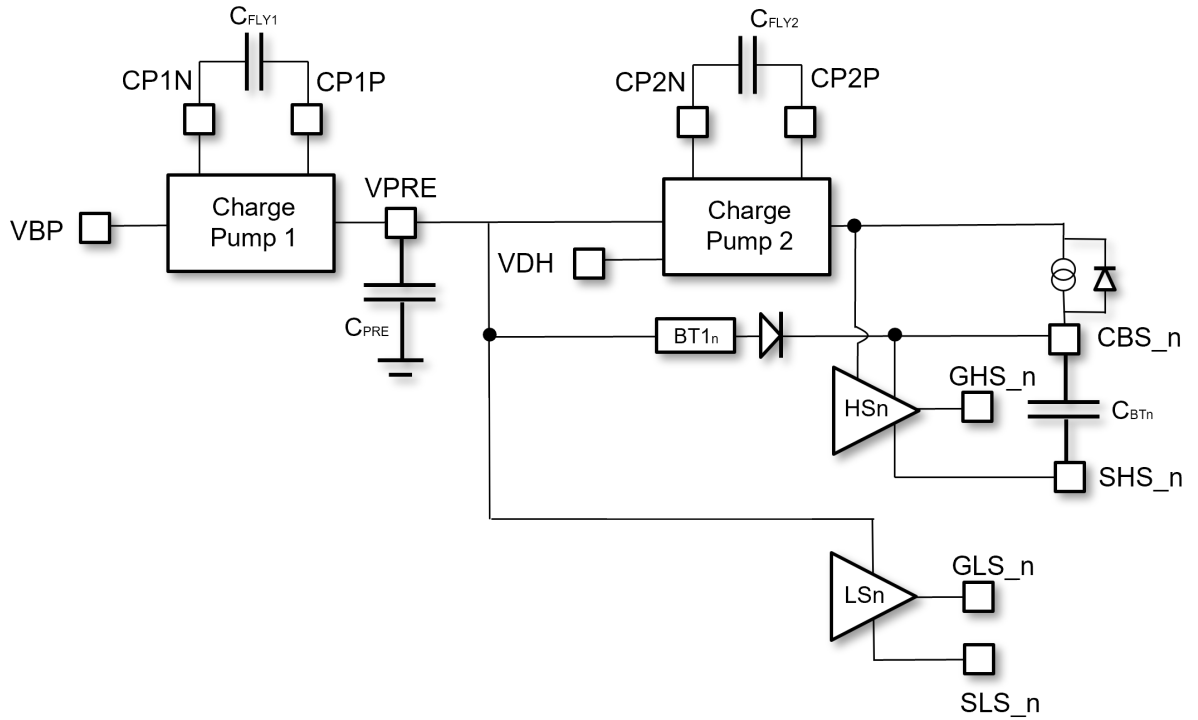 CFLY1
CFLY2
CP1N
CP1P
CP2N
CP2P
VBP
Charge
Pump 1
VPRE
Charge
Pump 2
VDH
CPRE
BT1n
CBS_n
GHS_n
HSn
CBTn
SHS_n
GLS_n
LSn
SLS_n